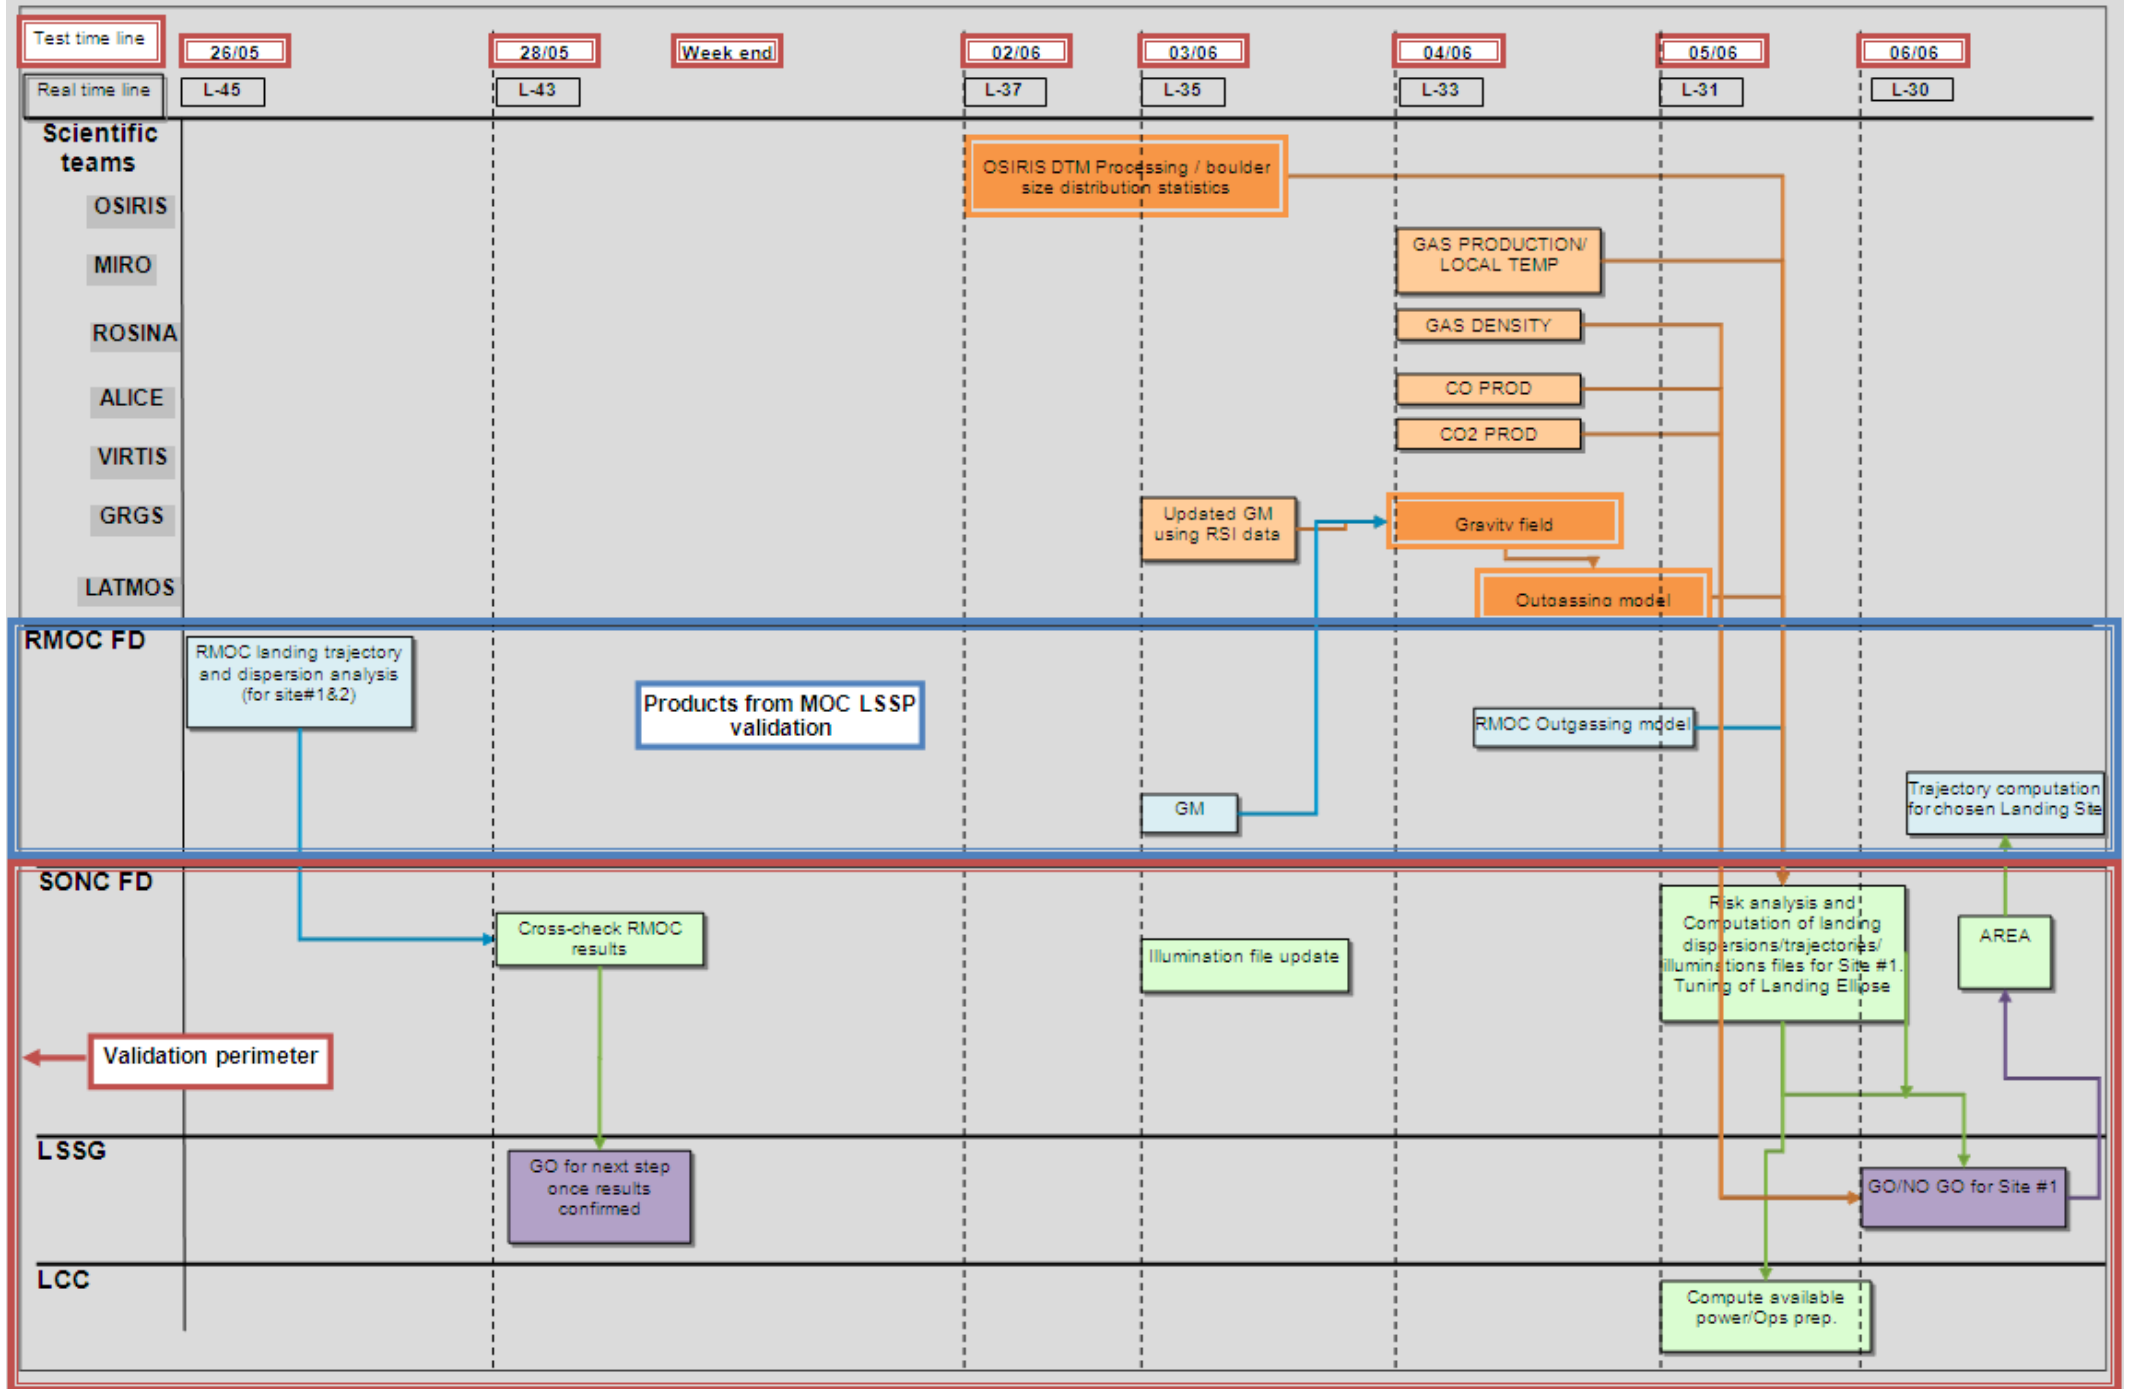 Test time line
26/05
28/05
Week end
02/06
03/06
04/06
05/06
06/06
Real time line
L-45
L-43
L-37
L-35
L-33
L-31
L-30
Scientific
teams
OSIRIS DTM Processing / boulder
size distribution statistics
OSIRIS
MIRO
GAS PRODUCTION/
LOCAL TEMP
ROSINA
GAS DENSITY
ALICE
CO PROD
VIRTIS
CO2 PROD
GRGS
Updated GM
using RSI data
Gravity field
LATMOS
Outgassing model
RMOC FD
RMOC landing trajectory
and dispersion analysis
(for site#1&2)
Products from MOC LSSP
validation
RMOC Outgassing model
GM
Trajectory computation
for chosen Landing Site
SONC FD
Cross-check RMOC
results
Illumination file update
Risk analysis and
Computation of landing
dispersions/trajectories/
illuminations files for Site #1.
Tuning of Landing Ellipse
AREA
Validation perimeter
LSSG
GO for next step
once results
confirmed
GO/NO GO for Site #1
LCC
Compute available
power/Ops prep.